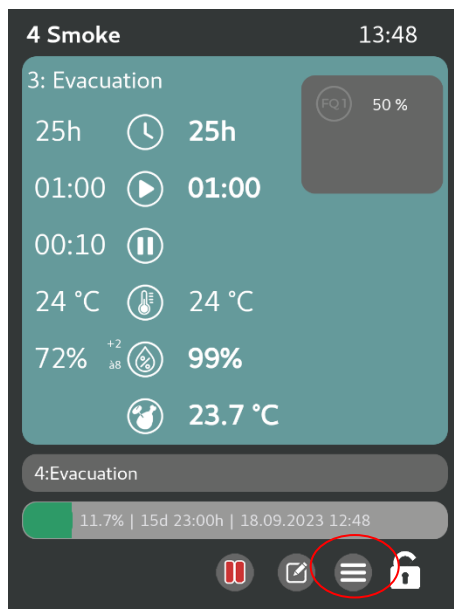 4 Smoke 13:48
3: Evacuation
FQ1 50 %
25h 25h
01:00 01:00
00:10
24 °C 24 °C
72% +2 à8 % 99%
23.7 °C
4:Evacuation
11.7% | 15d 23:00h | 18.09.2023 12:48